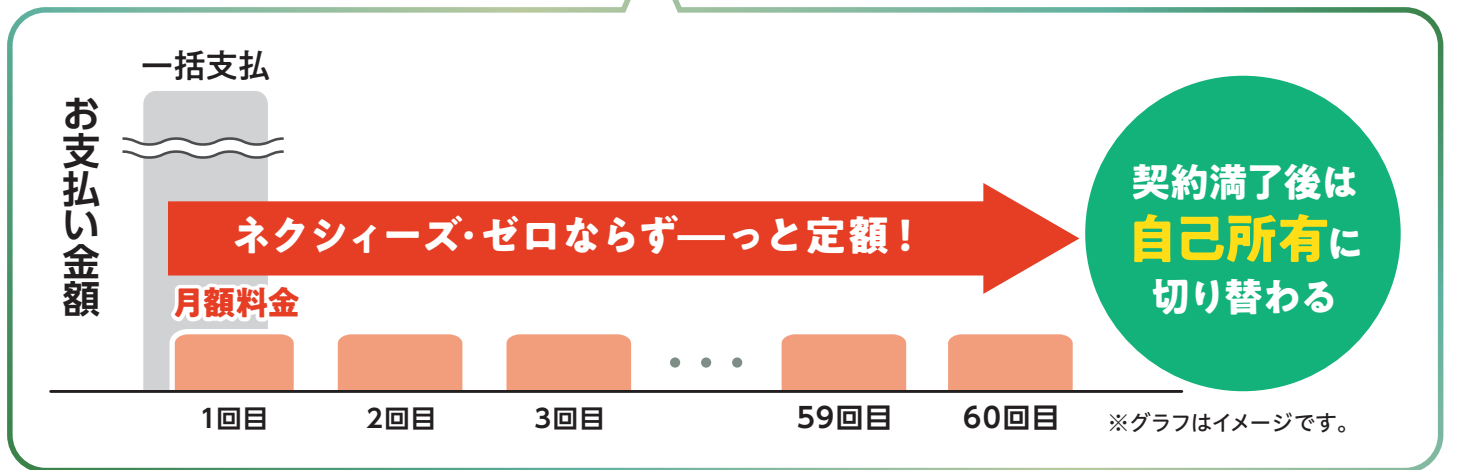 一括支払
お支払い金額
ネクシィーズ・ゼロならず──っと定額！
月額料金
契約満了後は
自己所有に
切り替わる
1回目
2回目
3回目
・・・
59回目
60回目
※グラフはイメージです。